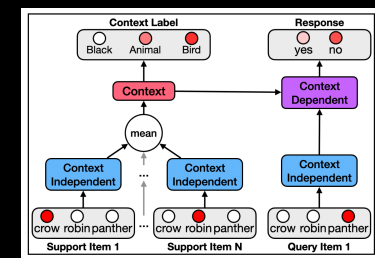 Context Label
Response
Black Animal Bird
yes no
Context
Context
Dependent
mean
Context
Independent
...
Context
Independent
Context
Independent
crow robin panther
...
crow robin panther
crow robin panther
Support Item 1
Support Item N
Query Item 1